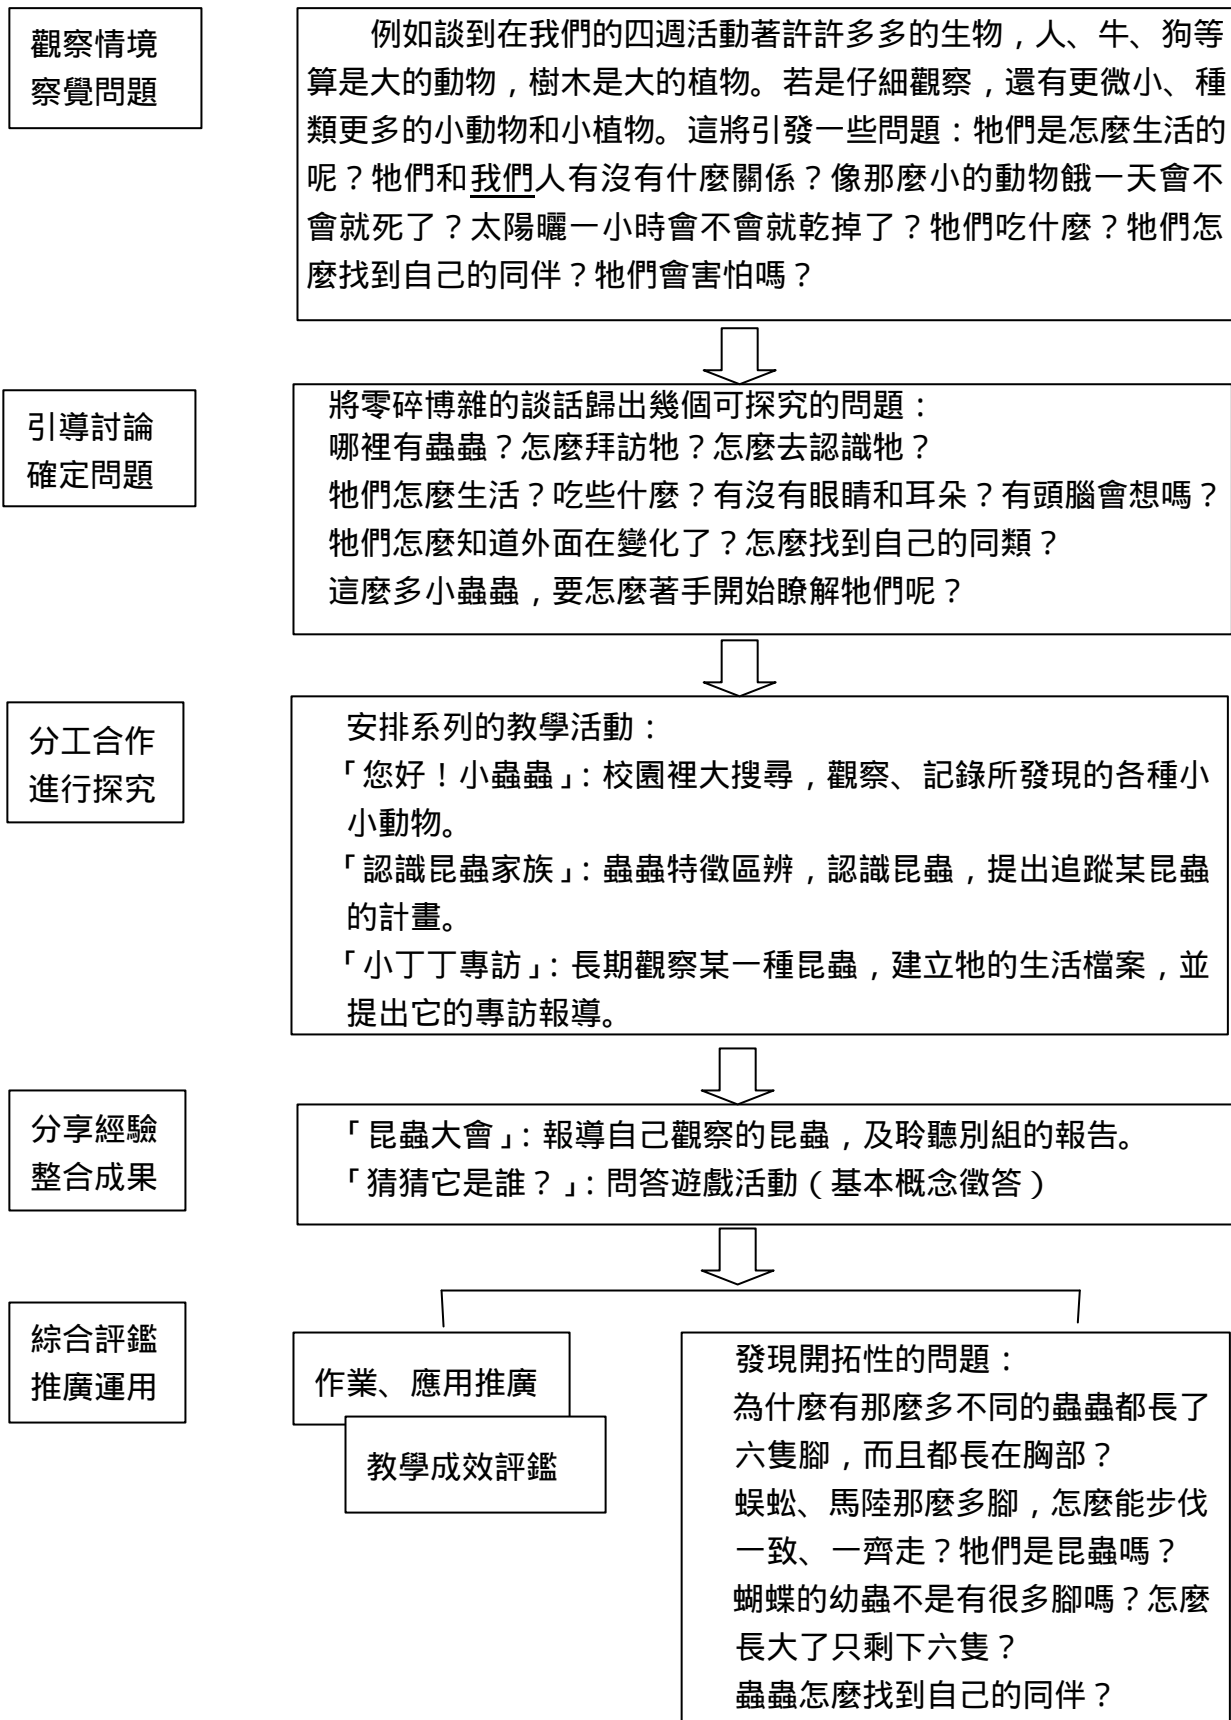 觀察情境
察覺問題
例如談到在我們的四週活動著許許多多的生物，人、牛、狗等
算是大的動物，樹木是大的植物。若是仔細觀察，還有更微小、種
類更多的小動物和小植物。這將引發一些問題：牠們是怎麼生活的
呢？牠們和我們人有沒有什麼關係？像那麼小的動物餓一天會不
會就死了？太陽曬一小時會不會就乾掉了？牠們吃什麼？牠們怎
麼找到自己的同伴？牠們會害怕嗎？
引導討論
確定問題
將零碎博雜的談話歸出幾個可探究的問題：
哪裡有蟲蟲？怎麼拜訪牠？怎麼去認識牠？
牠們怎麼生活？吃些什麼？有沒有眼睛和耳朵？有頭腦會想嗎？
牠們怎麼知道外面在變化了？怎麼找到自己的同類？
這麼多小蟲蟲，要怎麼著手開始瞭解牠們呢？
分工合作
進行探究
安排系列的教學活動：
「您好！小蟲蟲」：校園裡大搜尋，觀察、記錄所發現的各種小
小動物。
「認識昆蟲家族」：蟲蟲特徵區辨，認識昆蟲，提出追蹤某昆蟲
的計畫。
「小丁丁專訪」：長期觀察某一種昆蟲，建立牠的生活檔案，並
提出它的專訪報導。
分享經驗
整合成果
「昆蟲大會」：報導自己觀察的昆蟲，及聆聽別組的報告。
「猜猜它是誰？」：問答遊戲活動（基本概念徵答）
綜合評鑑
推廣運用
作業、應用推廣
教學成效評鑑
發現開拓性的問題：
為什麼有那麼多不同的蟲蟲都長了
六隻腳，而且都長在胸部？
蜈蚣、馬陸那麼多腳，怎麼能步伐
一致、一齊走？牠們是昆蟲嗎？
蝴蝶的幼蟲不是有很多腳嗎？怎麼
長大了只剩下六隻？
蟲蟲怎麼找到自己的同伴？